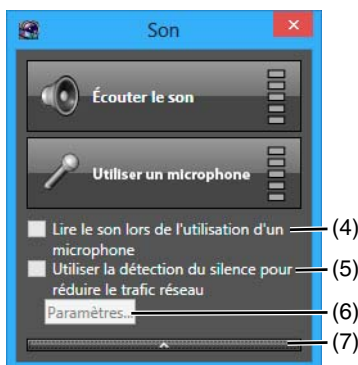 Son
Écouter le son
Utiliser un microphone
Lire le son lors de l'utilisation d'un (4)
microphone
Utiliser la détection du silence pour (5)
réduire le trafic réseau
Paramètres... (6)
(7)